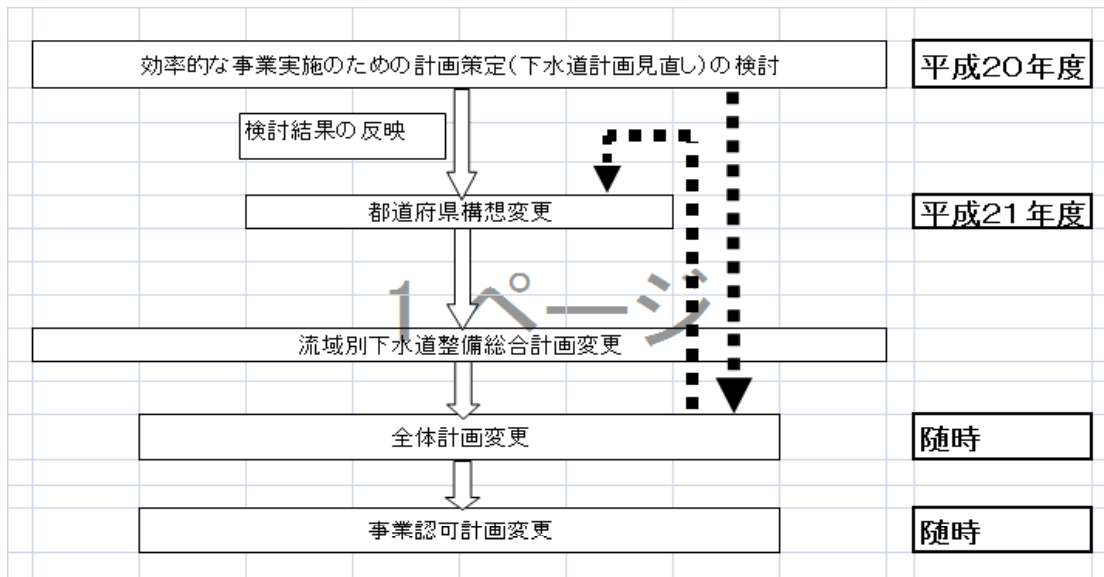 効率的な事業実施のための計画策定(下水道計画見直し)の検討
平成20年度
検討結果の反映
都道府県構想変更
平成21年度
1 ページ
流域別下水道整備総合計画変更
全体計画変更
随時
事業認可計画変更
随時